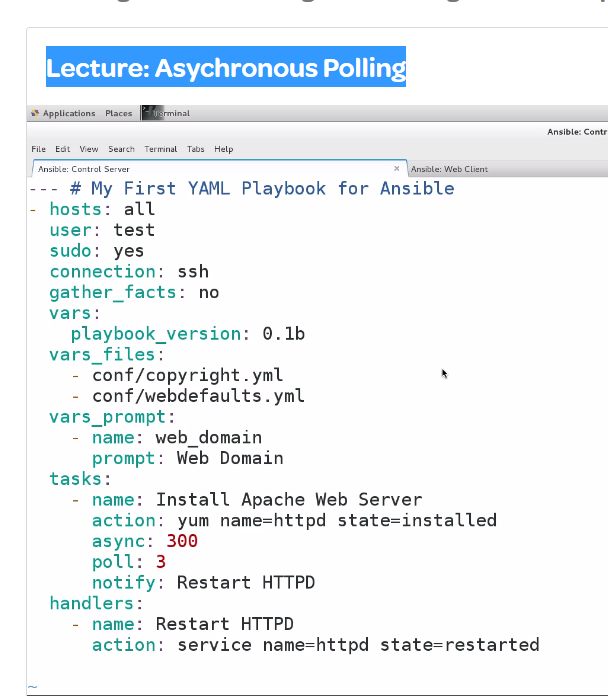 Lecture: Asychronous Polling
Applications Places Terminal
Ansible: Contr
File Edit View Search Terminal Tabs Help
Ansible: Control Server × Ansible: Web Client
--- # My First YAML Playbook for Ansible
- hosts: all
  user: test
  sudo: yes
  connection: ssh
  gather_facts: no
  vars:
    playbook_version: 0.1b
  vars_files:
    - conf/copyright.yml
    - conf/webdefaults.yml
  vars_prompt:
    - name: web_domain
      prompt: Web Domain
  tasks:
    - name: Install Apache Web Server
      action: yum name=httpd state=installed
      async: 300
      poll: 3
      notify: Restart HTTPD
  handlers:
    - name: Restart HTTPD
      action: service name=httpd state=restarted
~